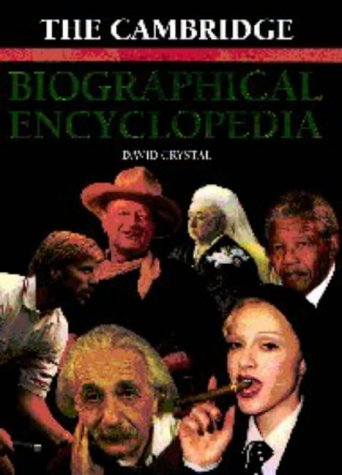 THE CAMBRIDGE
BIOGRAPHICAL
ENCYCLOPEDIA
DAVID CRYSTAL